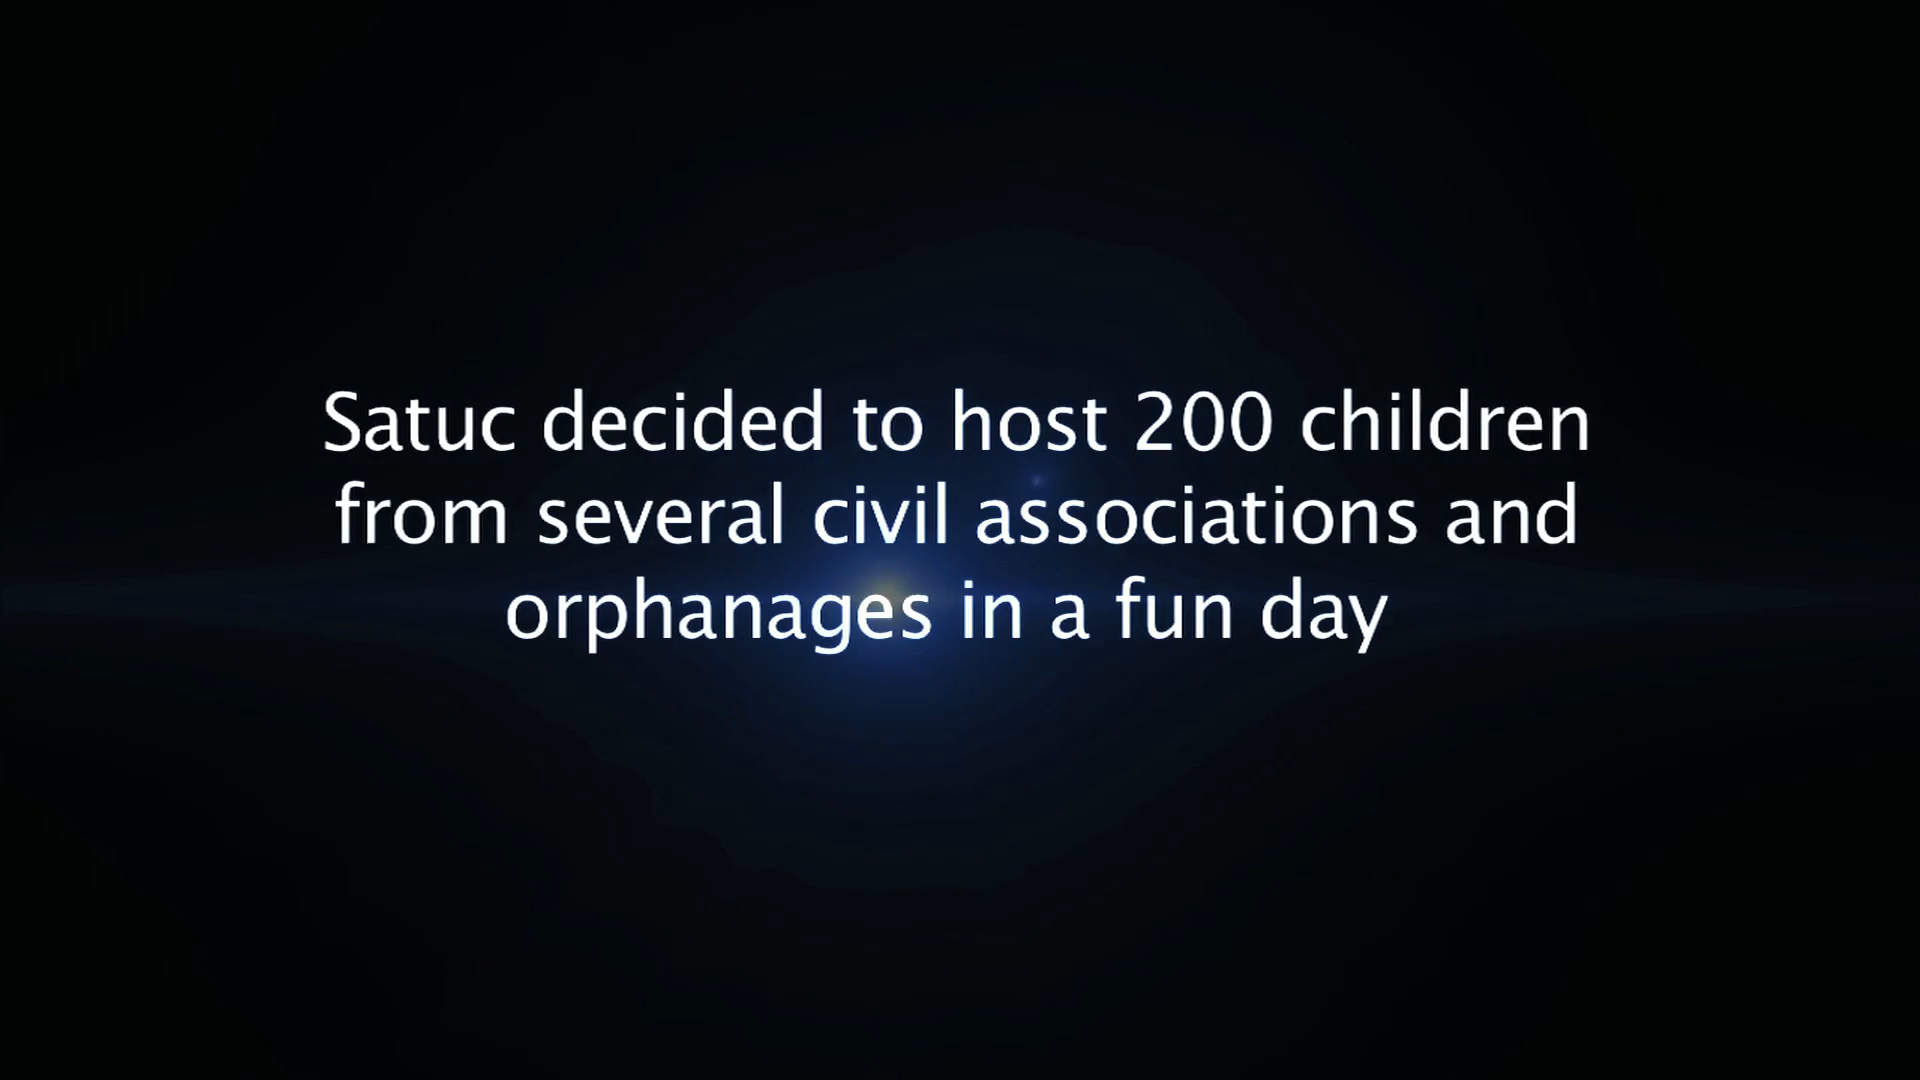 Satuc decided to host 200 children
from several civil associations and
orphanages in a fun day